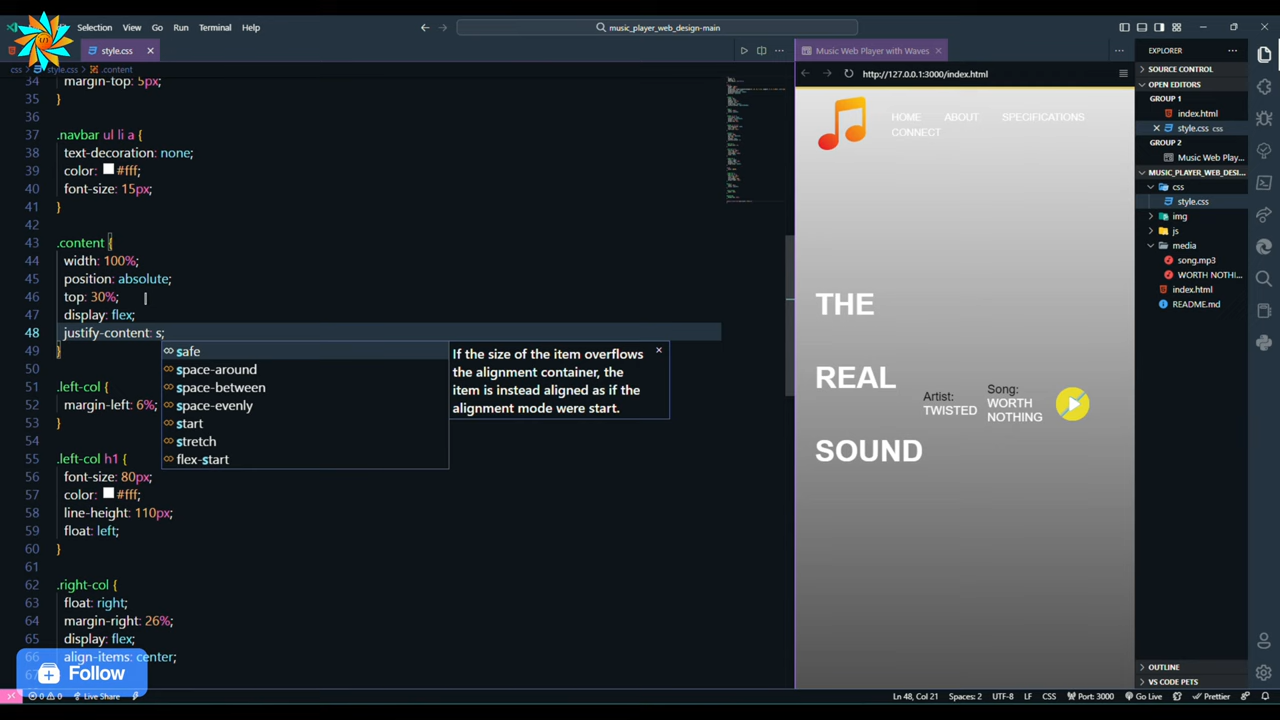 Selection View Go Run Terminal Help
music_player_web_design-main
style.css
css > style.css > .content
34 margin-top: 5px;
35 }
36
37 .navbar ul li a {
38 text-decoration: none;
39 color: #fff;
40 font-size: 15px;
41 }
42
43 .content {
44 width: 100%;
45 position: absolute;
46 top: 30%;
47 display: flex;
48 justify-content: s;
49 }
50
51 .left-col {
52 margin-left: 6%;
53 }
54
55 .left-col h1 {
56 font-size: 80px;
57 color: #fff;
58 line-height: 110px;
59 float: left;
60 }
61
62 .right-col {
63 float: right;
64 margin-right: 26%;
65 display: flex;
66 align-items: center;
safe
space-around
space-between
space-evenly
start
stretch
flex-start
If the size of the item overflows
the alignment container, the
item is instead aligned as if the
alignment mode were start.
Follow
Music Web Player with Waves
http://127.0.0.1:3000/index.html
HOME ABOUT SPECIFICATIONS
CONNECT
THE
REAL
SOUND
Artist:
TWISTED
Song:
WORTH
NOTHING
EXPLORER
SOURCE CONTROL
OPEN EDITORS
GROUP 1
index.html
style.css css
GROUP 2
Music Web Play...
MUSIC_PLAYER_WEB_DESI...
css
style.css
img
js
media
song.mp3
WORTH NOTHI...
index.html
README.md
OUTLINE
VS CODE PETS
0 0 Live Share
Ln 48, Col 21 Spaces: 2 UTF-8 LF CSS Port: 3000 Go Live Prettier